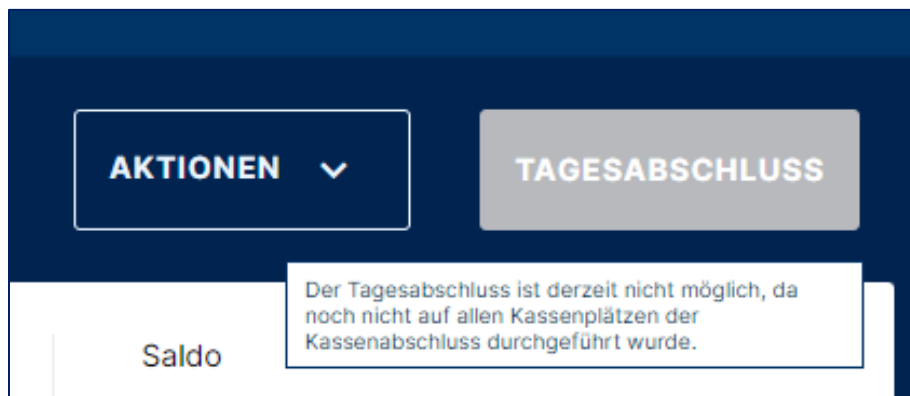 AKTIONEN
TAGESABSCHLUSS
Der Tagesabschluss ist derzeit nicht möglich, da
noch nicht auf allen Kassenplätzen der
Kassenabschluss durchgeführt wurde.
Saldo